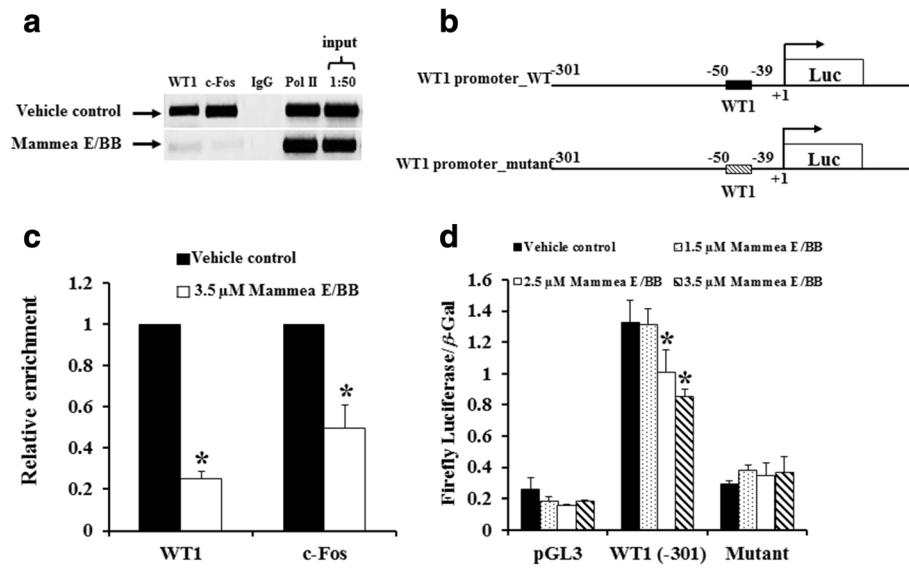 a
input
WT1 c-Fos IgG Pol II 1:50
Vehicle control
Mammea E/BB
b
-301 -50 -39
WT1 promoter_WT
Luc
WT1 +1
-301 -50 -39
WT1 promoter_mutant
Luc
WT1 +1
c
Vehicle control
3.5 µM Mammea E/BB
Relative enrichment
1.2
1
0.8
0.6
0.4
0.2
0
*
*
WT1 c-Fos
d
Vehicle control 1.5 µM Mammea E/BB
2.5 µM Mammea E/BB 3.5 µM Mammea E/BB
Firefly Luciferase/β-Gal
1.6
1.4
1.2
1
0.8
0.6
0.4
0.2
0
*
*
pGL3 WT1 (-301) Mutant